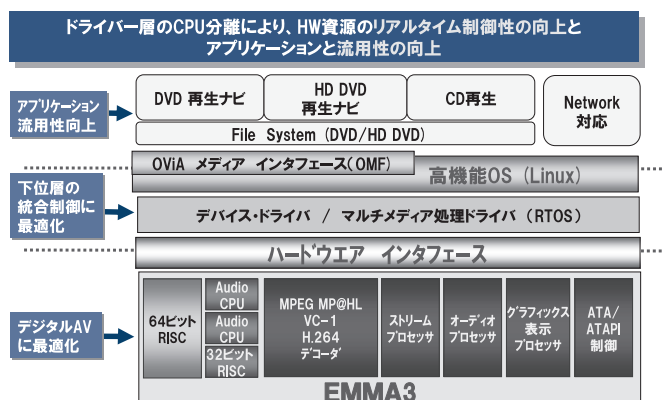 ドライバー層のCPU分離により、HW資源のリアルタイム制御性の向上と
アプリケーションと流用性の向上
アプリケーション
流用性向上
DVD 再生ナビ
HD DVD
再生ナビ
CD再生
Network
対応
File System (DVD/HD DVD)
OViA メディア インタフェース(OMF)
高機能OS (Linux)
下位層の
統合制御に
最適化
デバイス・ドライバ / マルチメディア処理ドライバ (RTOS)
ハードウエア インタフェース
デジタルAV
に最適化
64ビット
RISC
Audio
CPU
Audio
CPU
32ビット
RISC
MPEG MP@HL
VC-1
H.264
デコーダ
ストリーム
プロセッサ
オーディオ
プロセッサ
グラフィックス
表示
プロセッサ
ATA/
ATAPI
制御
EMMA3